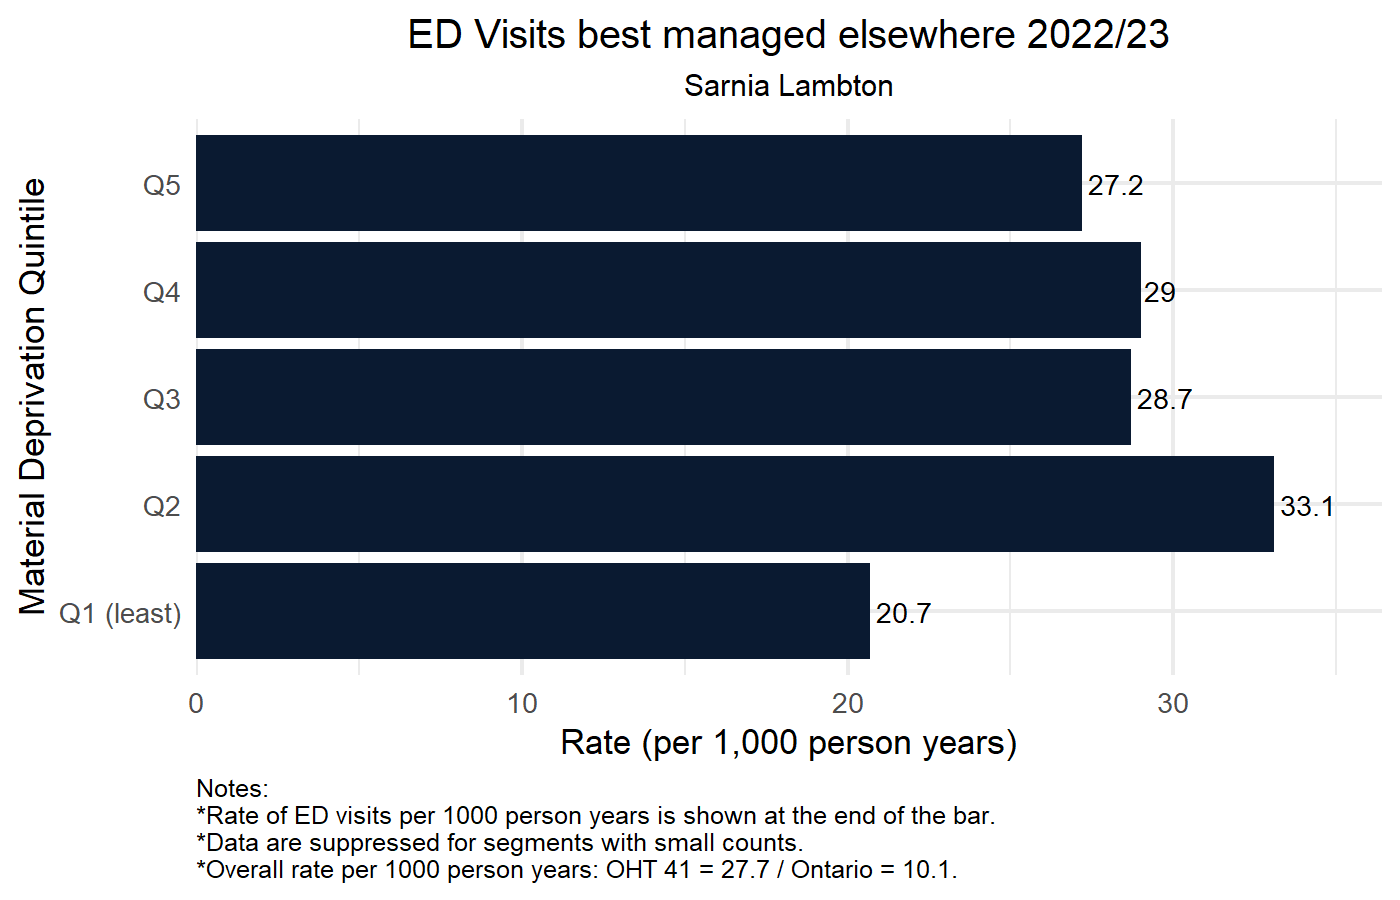 ED Visits best managed elsewhere 2022/23
Sarnia Lambton
Material Deprivation Quintile
Q5
27.2
Q4
29
Q3
28.7
Q2
33.1
Q1 (least)
20.7
0
10
20
30
Rate (per 1,000 person years)
Notes:
*Rate of ED visits per 1000 person years is shown at the end of the bar.
*Data are suppressed for segments with small counts.
*Overall rate per 1000 person years: OHT 41 = 27.7 / Ontario = 10.1.